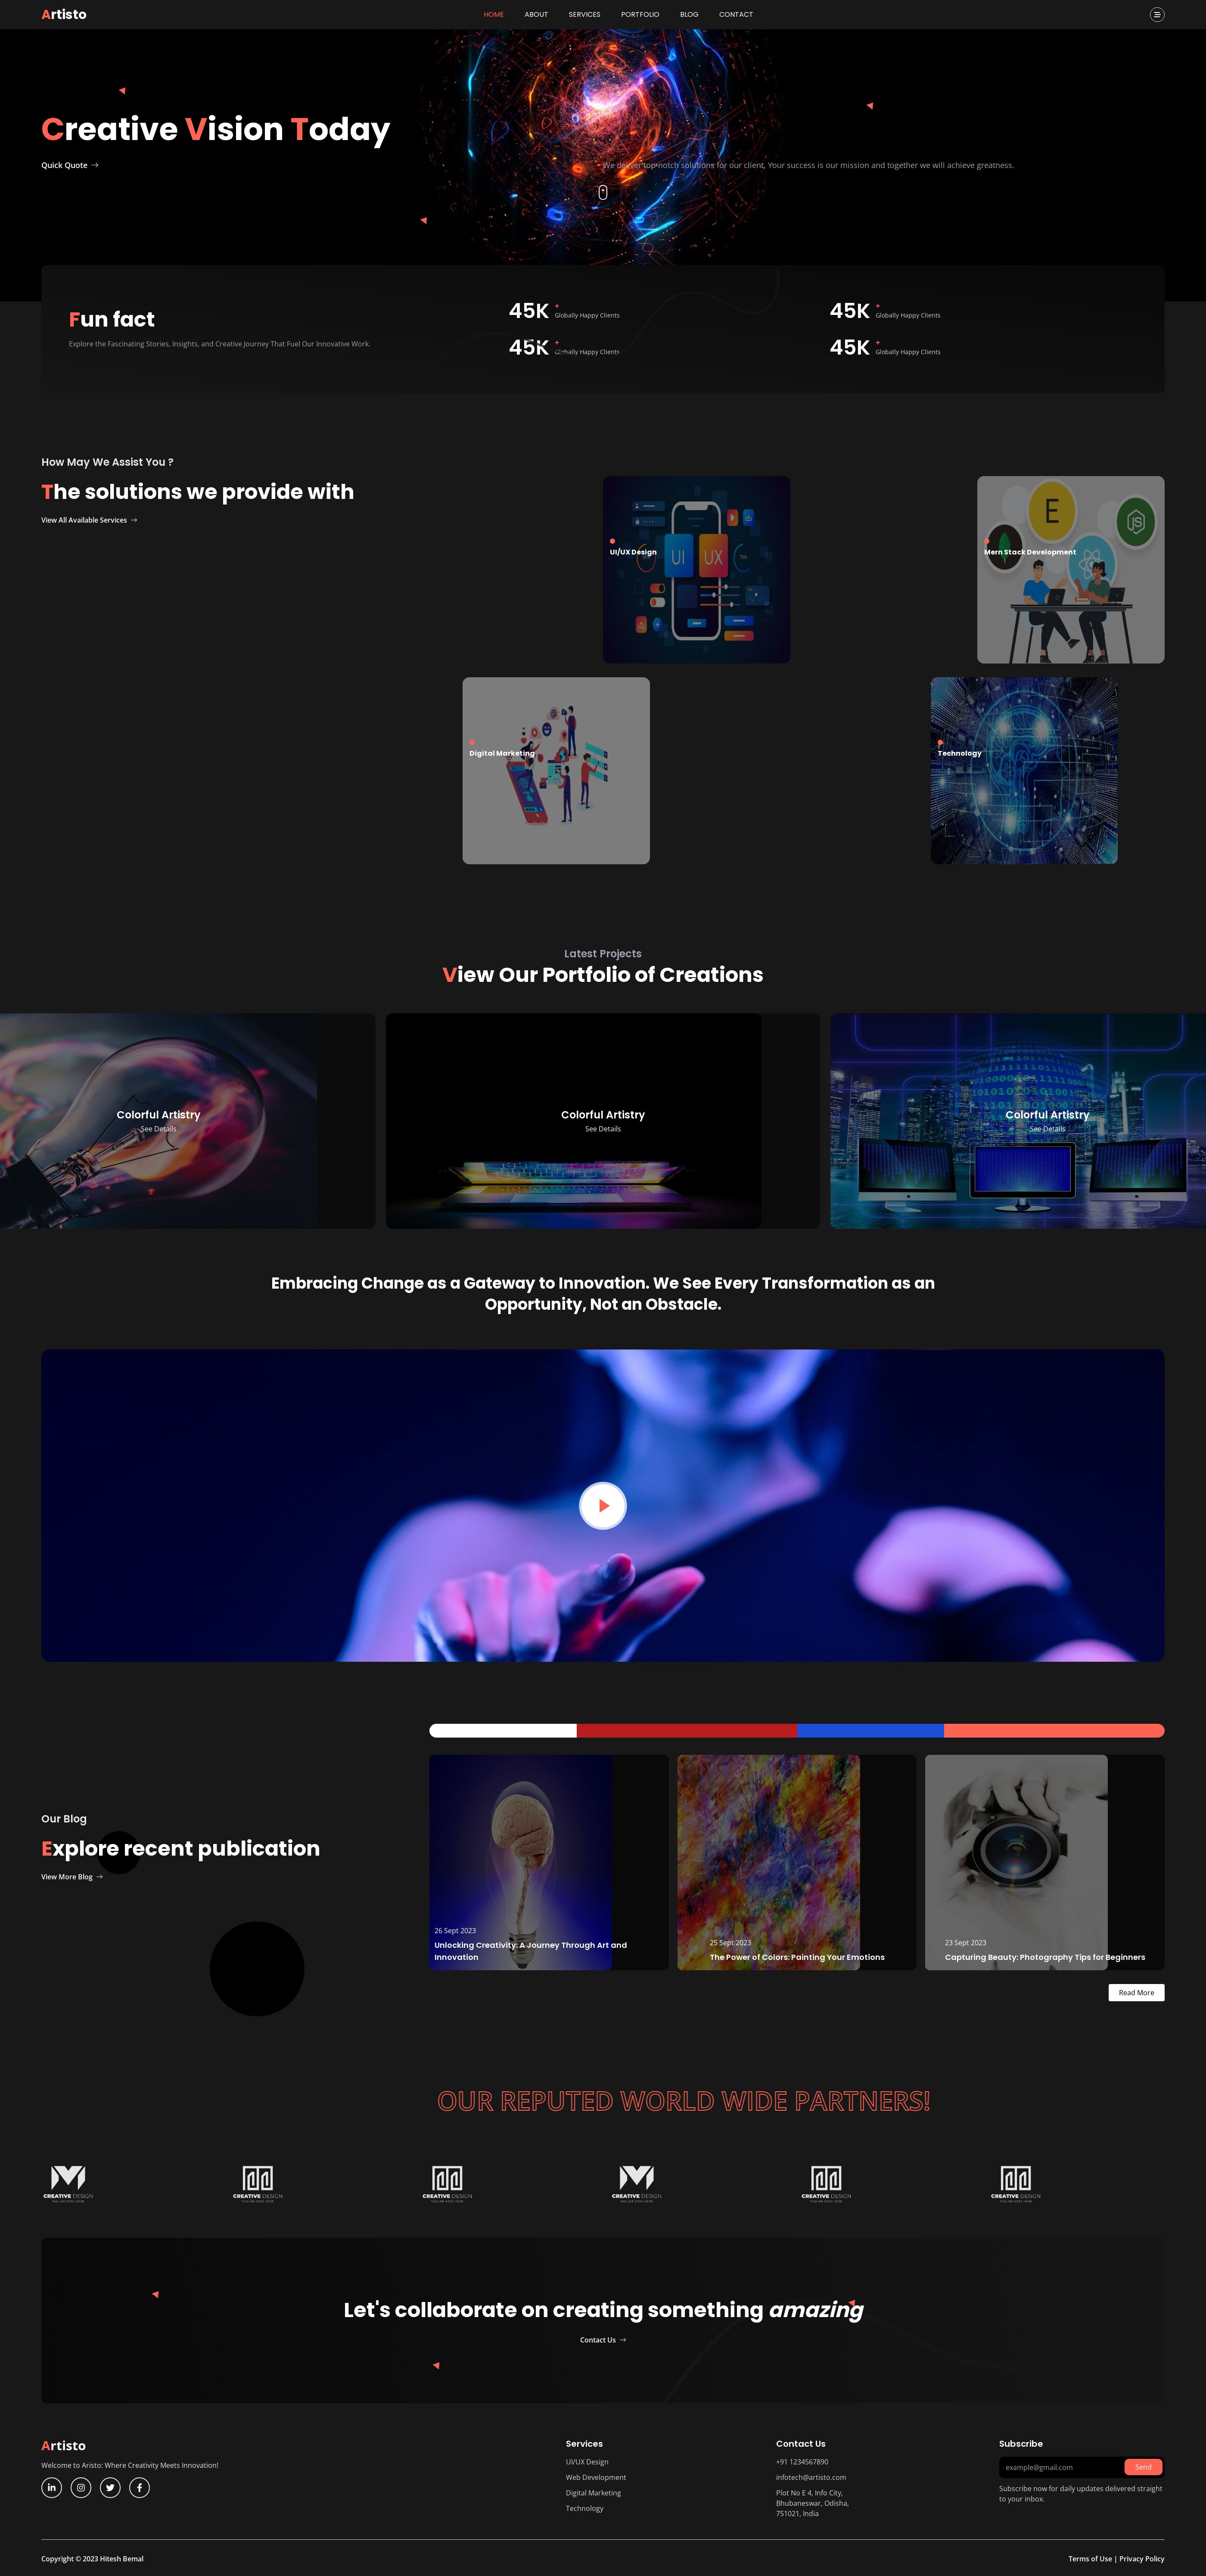 Artisto
HOME
ABOUT
SERVICES
PORTFOLIO
BLOG
CONTACT
Creative Vision Today
Quick Quote
We deliver top-notch solutions for our client, Your success is our mission and together we will achieve greatness.
Fun fact
Explore the Fascinating Stories, Insights, and Creative Journey That Fuel Our Innovative Work.
45K +
Globally Happy Clients
45K +
Globally Happy Clients
45K +
Globally Happy Clients
45K +
Globally Happy Clients
How May We Assist You ?
The solutions we provide with
View All Available Services
UI/UX Design
UI UX
Mern Stack Development
E
Digital Marketing
Technology
Latest Projects
View Our Portfolio of Creations
Colorful Artistry
See Details
Colorful Artistry
See Details
Colorful Artistry
See Details
Embracing Change as a Gateway to Innovation. We See Every Transformation as an
Opportunity, Not an Obstacle.
Our Blog
Explore recent publication
View More Blog
26 Sept 2023
Unlocking Creativity: A Journey Through Art and
Innovation
25 Sept 2023
The Power of Colors: Painting Your Emotions
23 Sept 2023
Capturing Beauty: Photography Tips for Beginners
Read More
OUR REPUTED WORLD WIDE PARTNERS!
CREATIVE DESIGN
CREATIVE DESIGN
CREATIVE DESIGN
CREATIVE DESIGN
CREATIVE DESIGN
CREATIVE DESIGN
Let's collaborate on creating something amazing
Contact Us
Artisto
Welcome to Aristo: Where Creativity Meets Innovation!
Services
UI/UX Design
Web Development
Digital Marketing
Technology
Contact Us
+91 1234567890
infotech@artisto.com
Plot No E 4, Info City,
Bhubaneswar, Odisha,
751021, India
Subscribe
example@gmail.com
Send
Subscribe now for daily updates delivered straight
to your inbox.
Copyright © 2023 Hitesh Bemal
Terms of Use | Privacy Policy